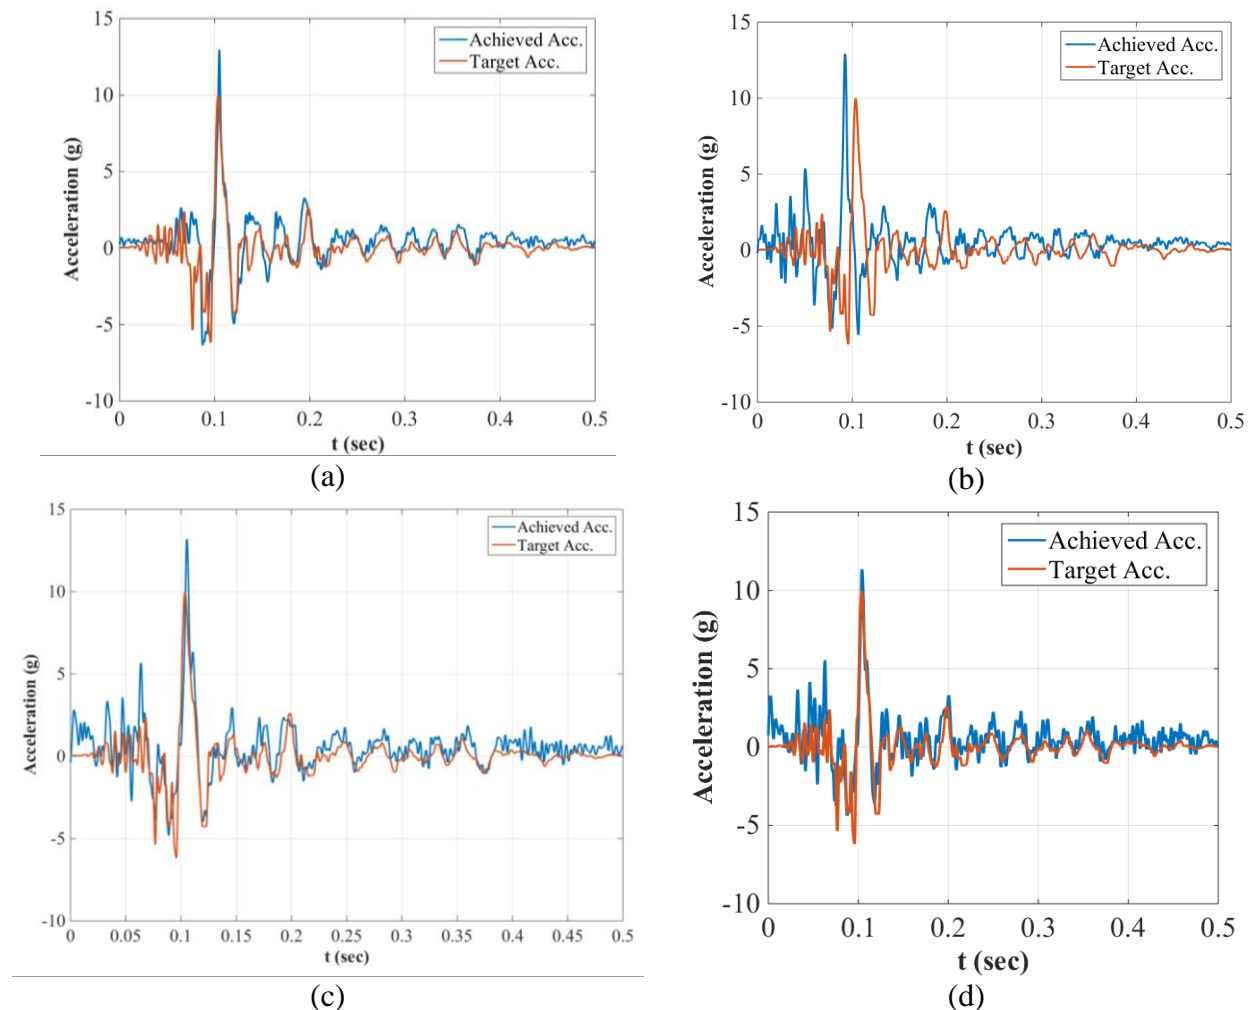 15
10
5
0
-5
-10
Acceleration (g)
Achieved Acc.
Target Acc.
0 0.1 0.2 0.3 0.4 0.5
t (sec)
(a)
15
10
5
0
-5
-10
Acceleration (g)
Achieved Acc.
Target Acc.
0 0.1 0.2 0.3 0.4 0.5
t (sec)
(b)
15
10
5
0
-5
-10
Acceleration (g)
Achieved Acc.
Target Acc.
0 0.05 0.1 0.15 0.2 0.25 0.3 0.35 0.4 0.45 0.5
t (sec)
(c)
15
10
5
0
-5
-10
Acceleration (g)
Achieved Acc.
Target Acc.
0 0.1 0.2 0.3 0.4 0.5
t (sec)
(d)